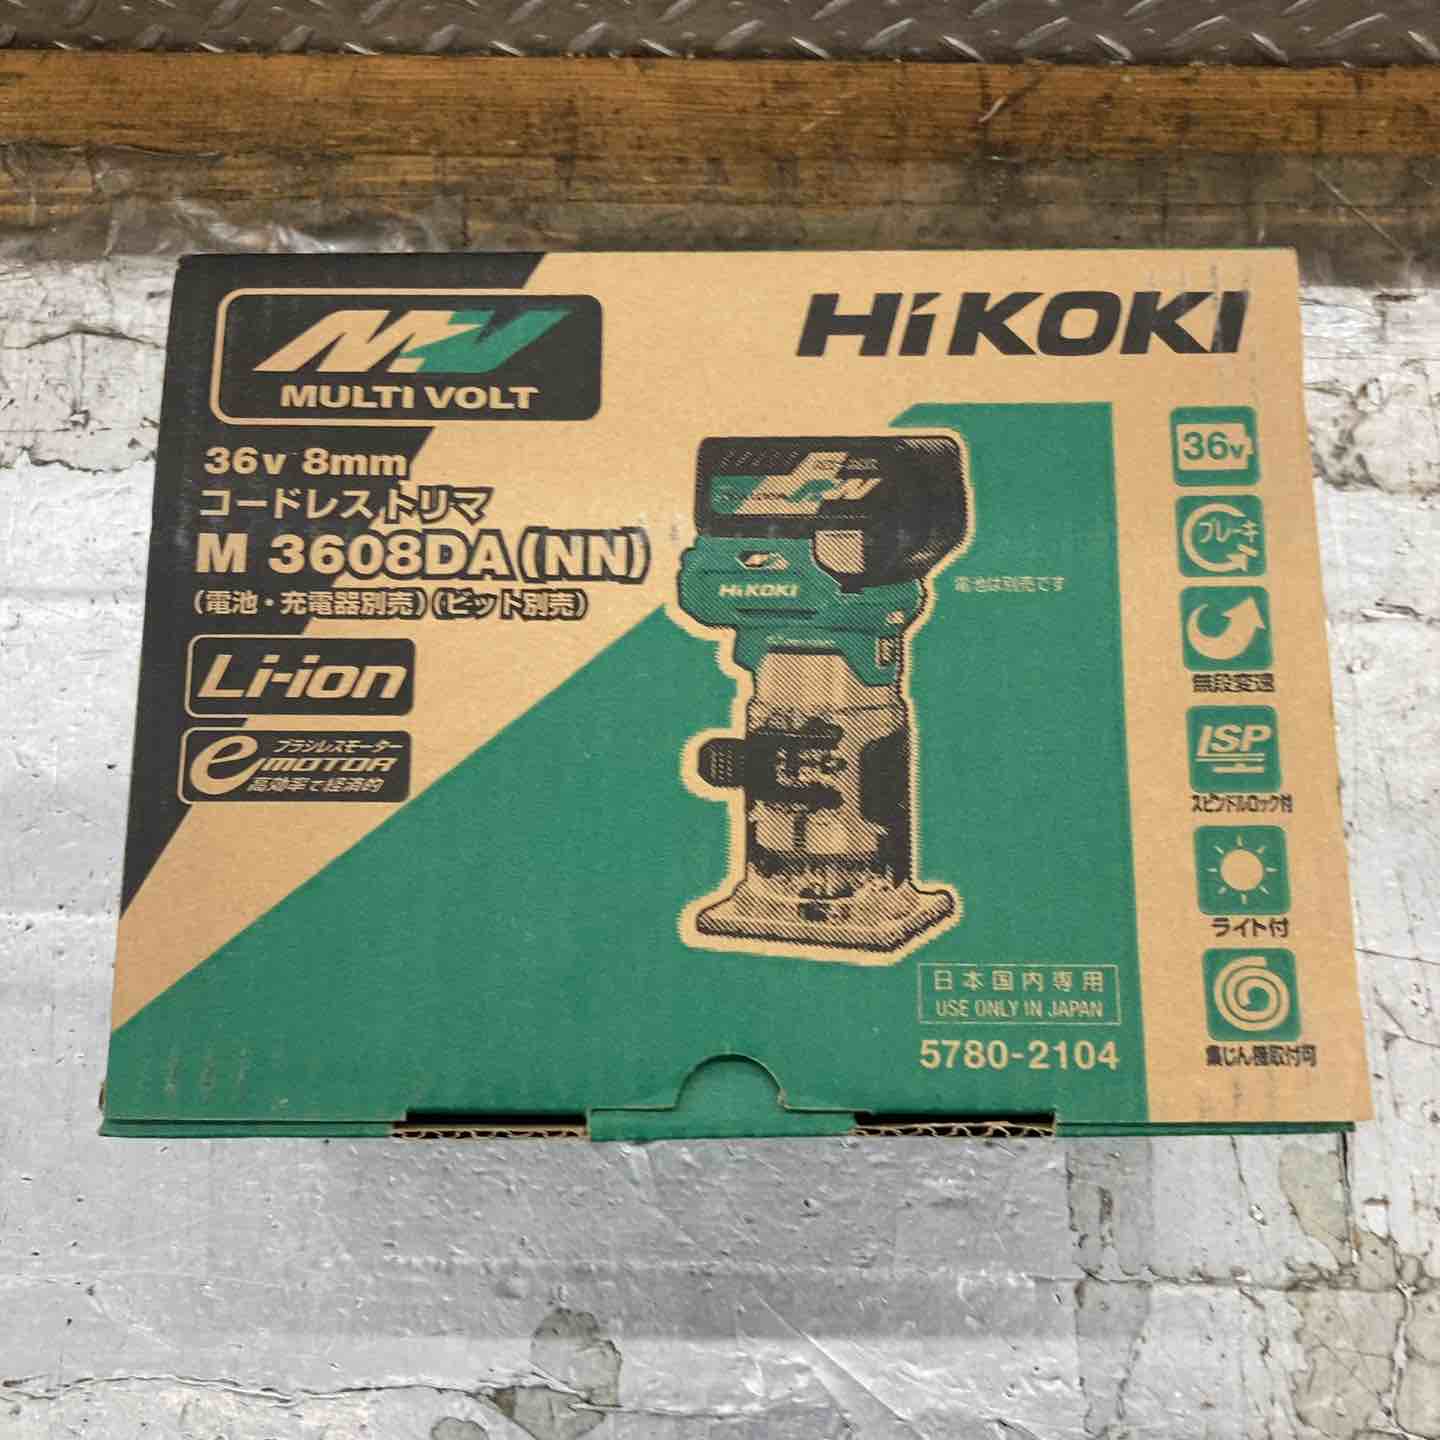 MULTI VOLT
HiKOKI
36v 8mm
コードレストリマ
M 3608DA(NN)
(電池・充電器別売)(ビット別売)
Li-ion
ブラシレスモーター
e MOTOR
高効率で経済的
HiKOKI
電池は別売です
36v
ブレーキ
無段変速
LSP
スピンドルロック付
ライト付
集じん機取付可
日本国内専用
USE ONLY IN JAPAN
5780-2104